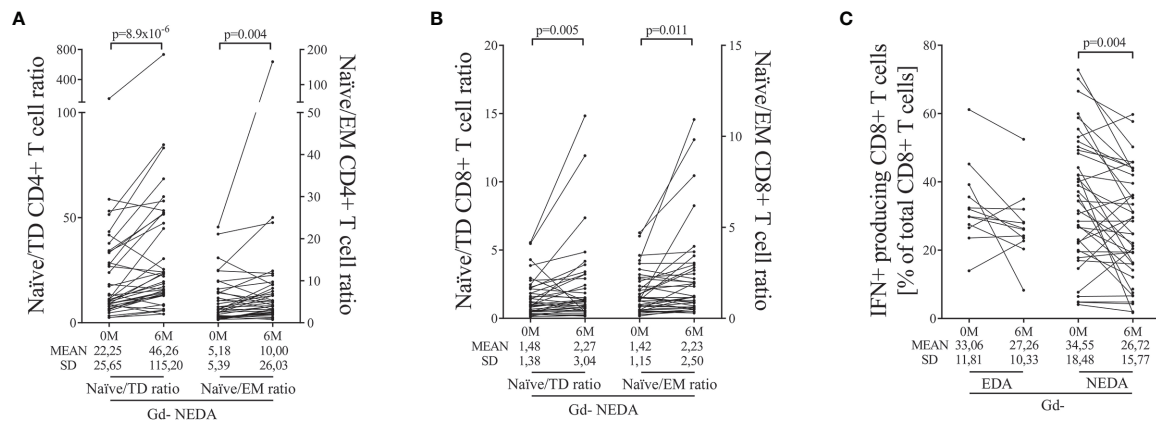 A
p=8.9x10⁻⁶
p=0.004
Naïve/TD CD4+ T cell ratio
800
400
100
50
0
Naïve/EM CD4+ T cell ratio
200
150
100
50
40
30
20
10
0
0M 6M 0M 6M
MEAN 22,25 46,26 5,18 10,00
SD 25,65 115,20 5,39 26,03
Naïve/TD ratio Naïve/EM ratio
Gd- NEDA
B
p=0.005
p=0.011
Naïve/TD CD8+ T cell ratio
20
15
10
5
0
Naïve/EM CD8+ T cell ratio
15
10
5
0
0M 6M 0M 6M
MEAN 1,48 2,27 1,42 2,23
SD 1,38 3,04 1,15 2,50
Naïve/TD ratio Naïve/EM ratio
Gd- NEDA
C
p=0.004
IFN+ producing CD8+ T cells
[% of total CD8+ T cells]
80
60
40
20
0
0M 6M 0M 6M
MEAN 33,06 27,26 34,55 26,72
SD 11,81 10,33 18,48 15,77
EDA NEDA
Gd-